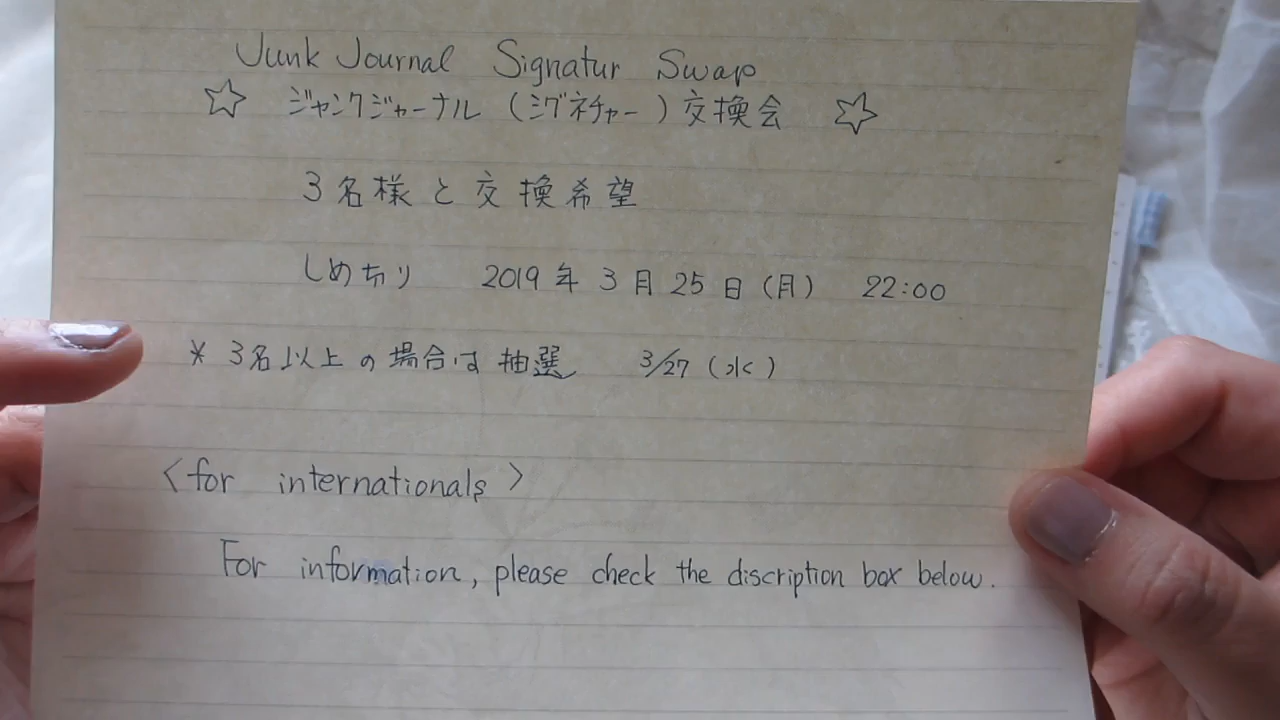 Junk Journal Signatur Swap
☆ ジャンクジャーナル (シグネチャー) 交換会 ☆
3名様と交換希望
しめきり 2019年3月25日(月) 22:00
* 3名以上の場合は抽選 3/27 (水)
<for internationals>
For information, please check the discription box below.